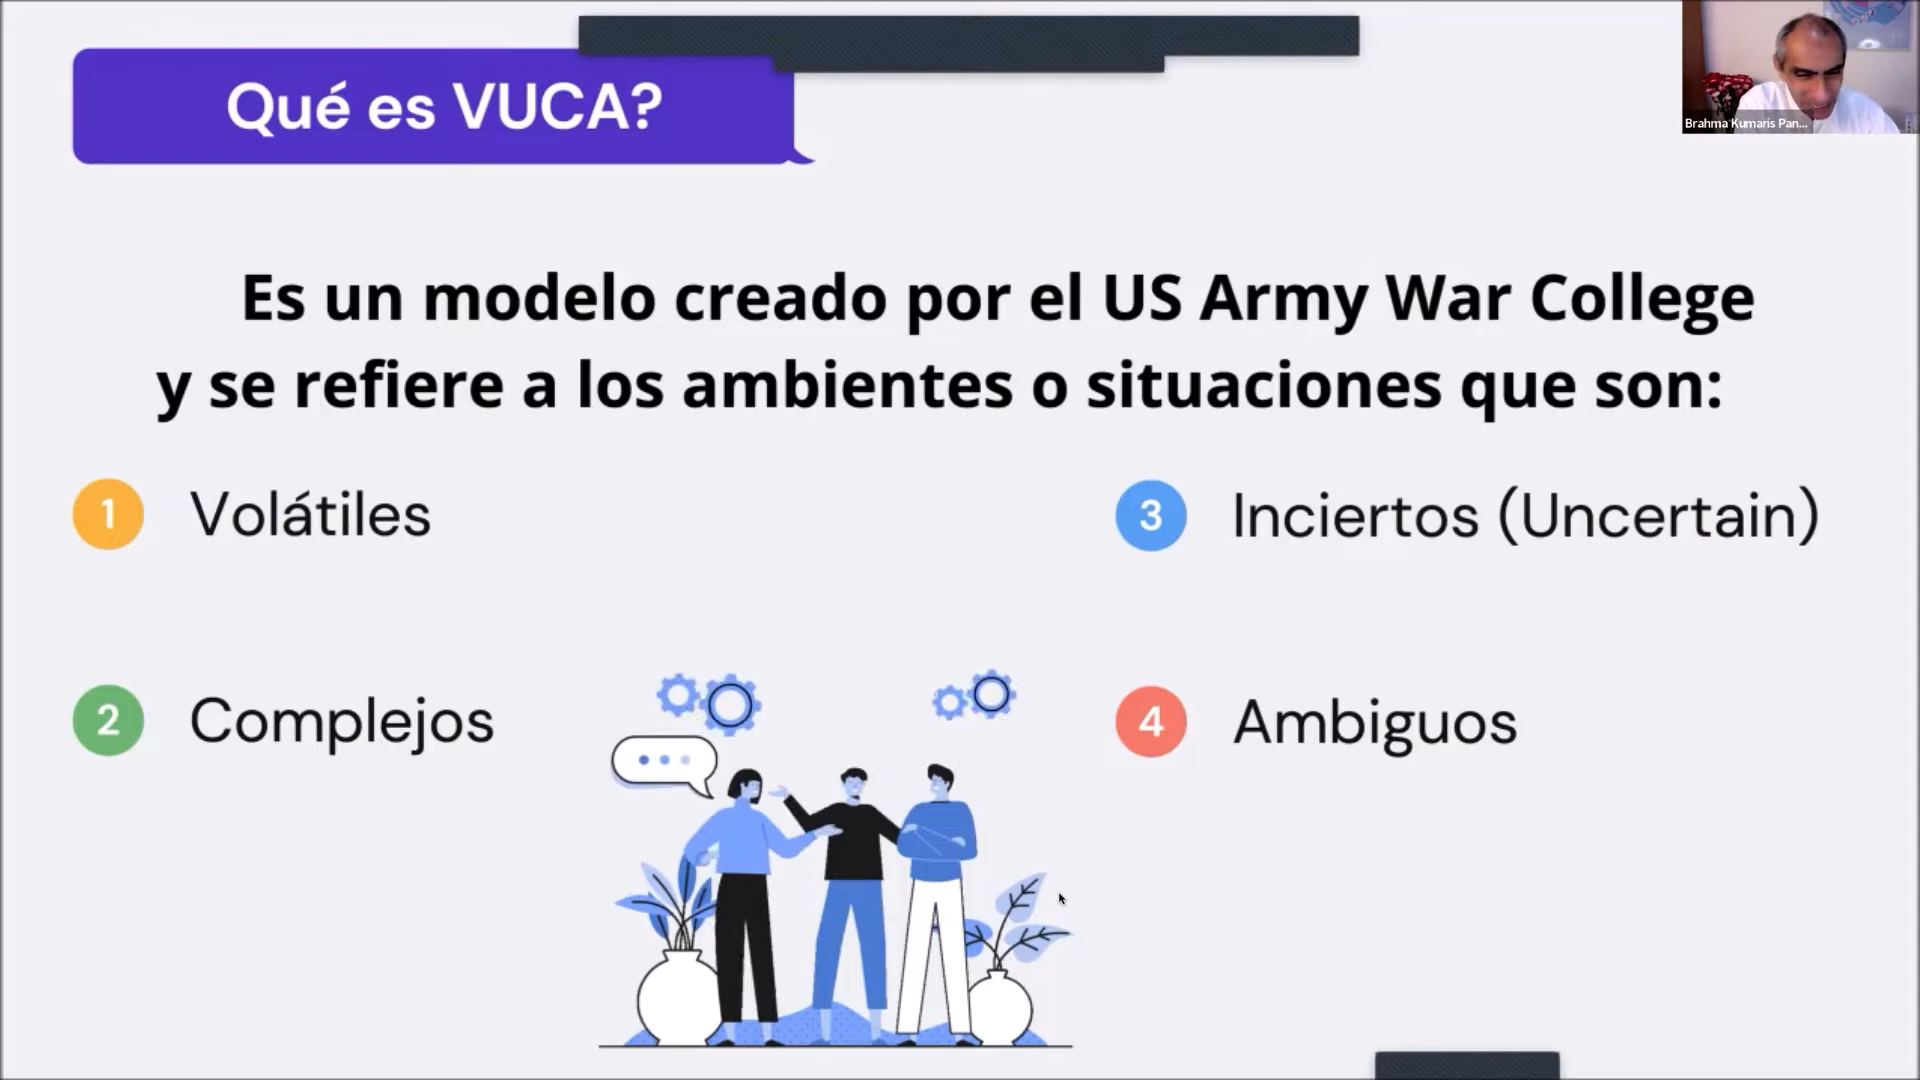 Qué es VUCA?
Brahma Kumaris Pan...
Es un modelo creado por el US Army War College
y se refiere a los ambientes o situaciones que son:
1 Volátiles
3 Inciertos (Uncertain)
2 Complejos
4 Ambiguos